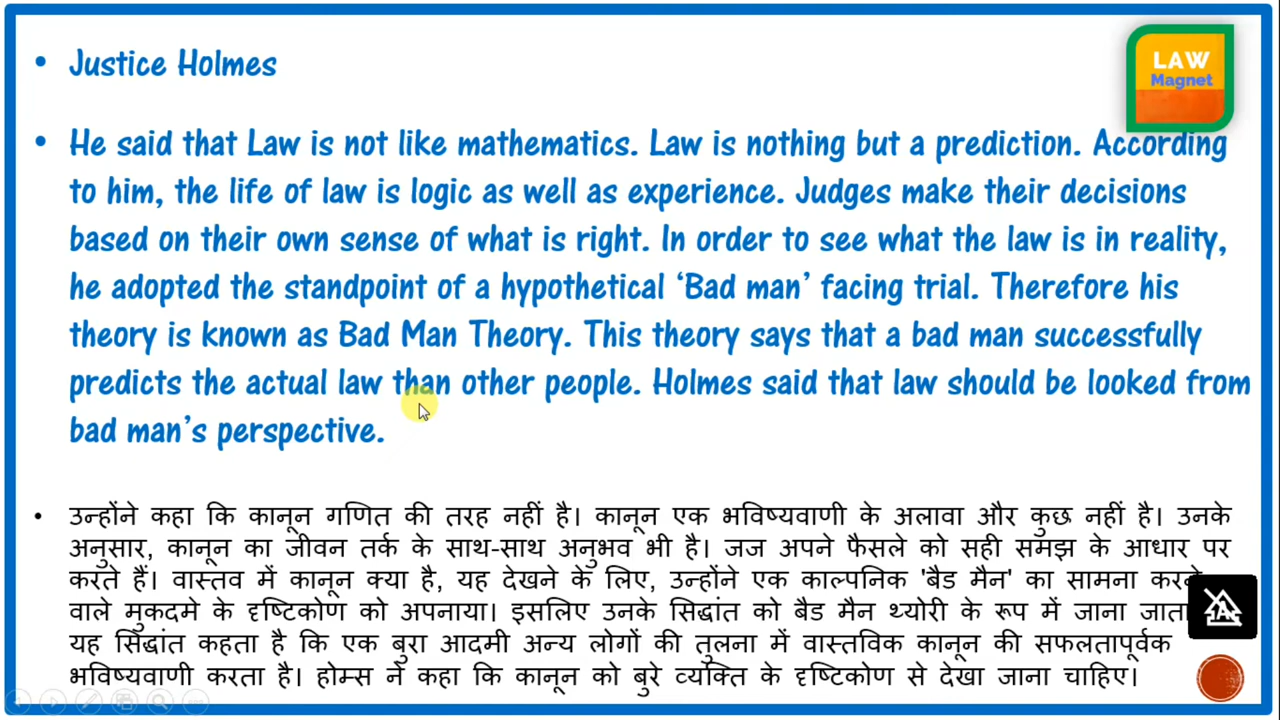 LAW
Magnet
• Justice Holmes
• He said that Law is not like mathematics. Law is nothing but a prediction. According
to him, the life of law is logic as well as experience. Judges make their decisions
based on their own sense of what is right. In order to see what the law is in reality,
he adopted the standpoint of a hypothetical ‘Bad man’ facing trial. Therefore his
theory is known as Bad Man Theory. This theory says that a bad man successfully
predicts the actual law than other people. Holmes said that law should be looked from
bad man’s perspective.
• उन्होंने कहा कि कानून गणित की तरह नहीं है। कानून एक भविष्यवाणी के अलावा और कुछ नहीं है। उनके
अनुसार, कानून का जीवन तर्क के साथ-साथ अनुभव भी है। जज अपने फैसले को सही समझ के आधार पर
करते हैं। वास्तव में कानून क्या है, यह देखने के लिए, उन्होंने एक काल्पनिक 'बैड मैन' का सामना करने
वाले मुकदमे के दृष्टिकोण को अपनाया। इसलिए उनके सिद्धांत को बैड मैन थ्योरी के रूप में जाना जाता
यह सिद्धांत कहता है कि एक बुरा आदमी अन्य लोगों की तुलना में वास्तविक कानून की सफलतापूर्वक
भविष्यवाणी करता है। होम्स ने कहा कि कानून को बुरे व्यक्ति के दृष्टिकोण से देखा जाना चाहिए।